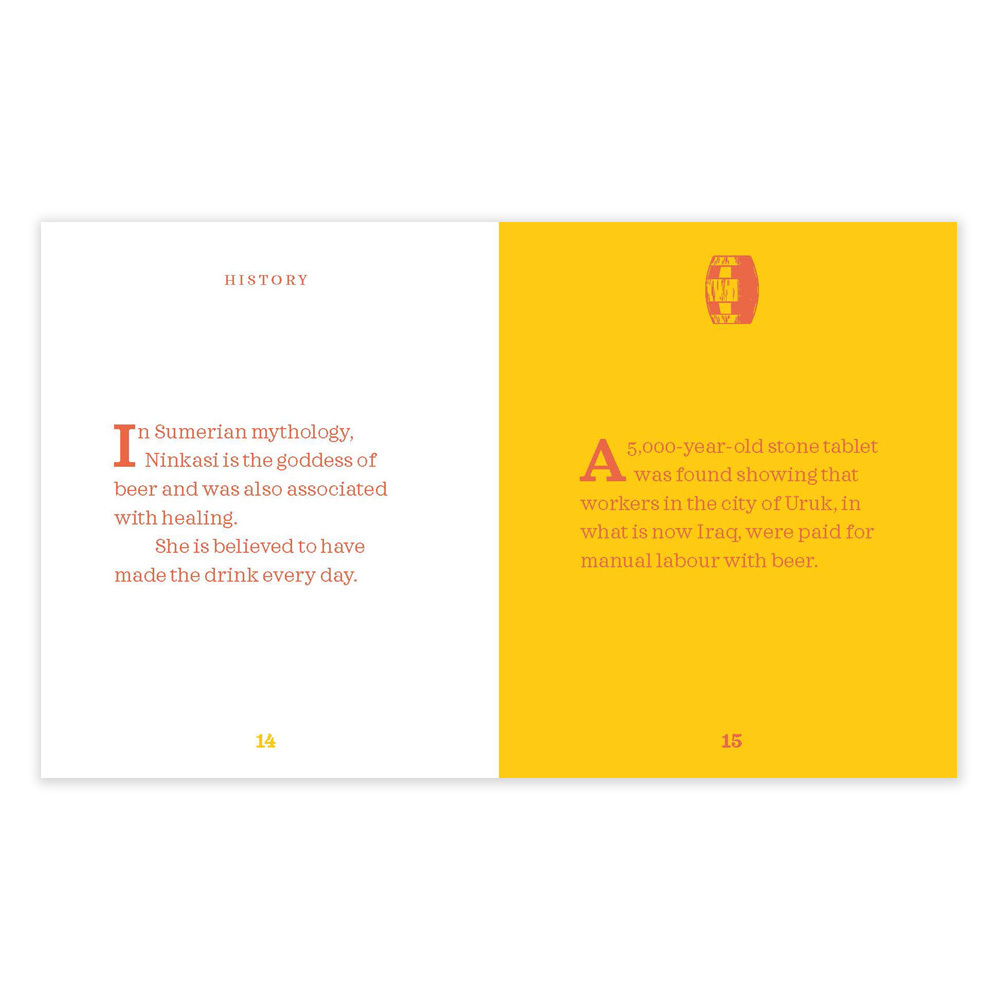 HISTORY
In Sumerian mythology,
Ninkasi is the goddess of
beer and was also associated
with healing.
She is believed to have
made the drink every day.
14
A 5,000-year-old stone tablet
was found showing that
workers in the city of Uruk, in
what is now Iraq, were paid for
manual labour with beer.
15